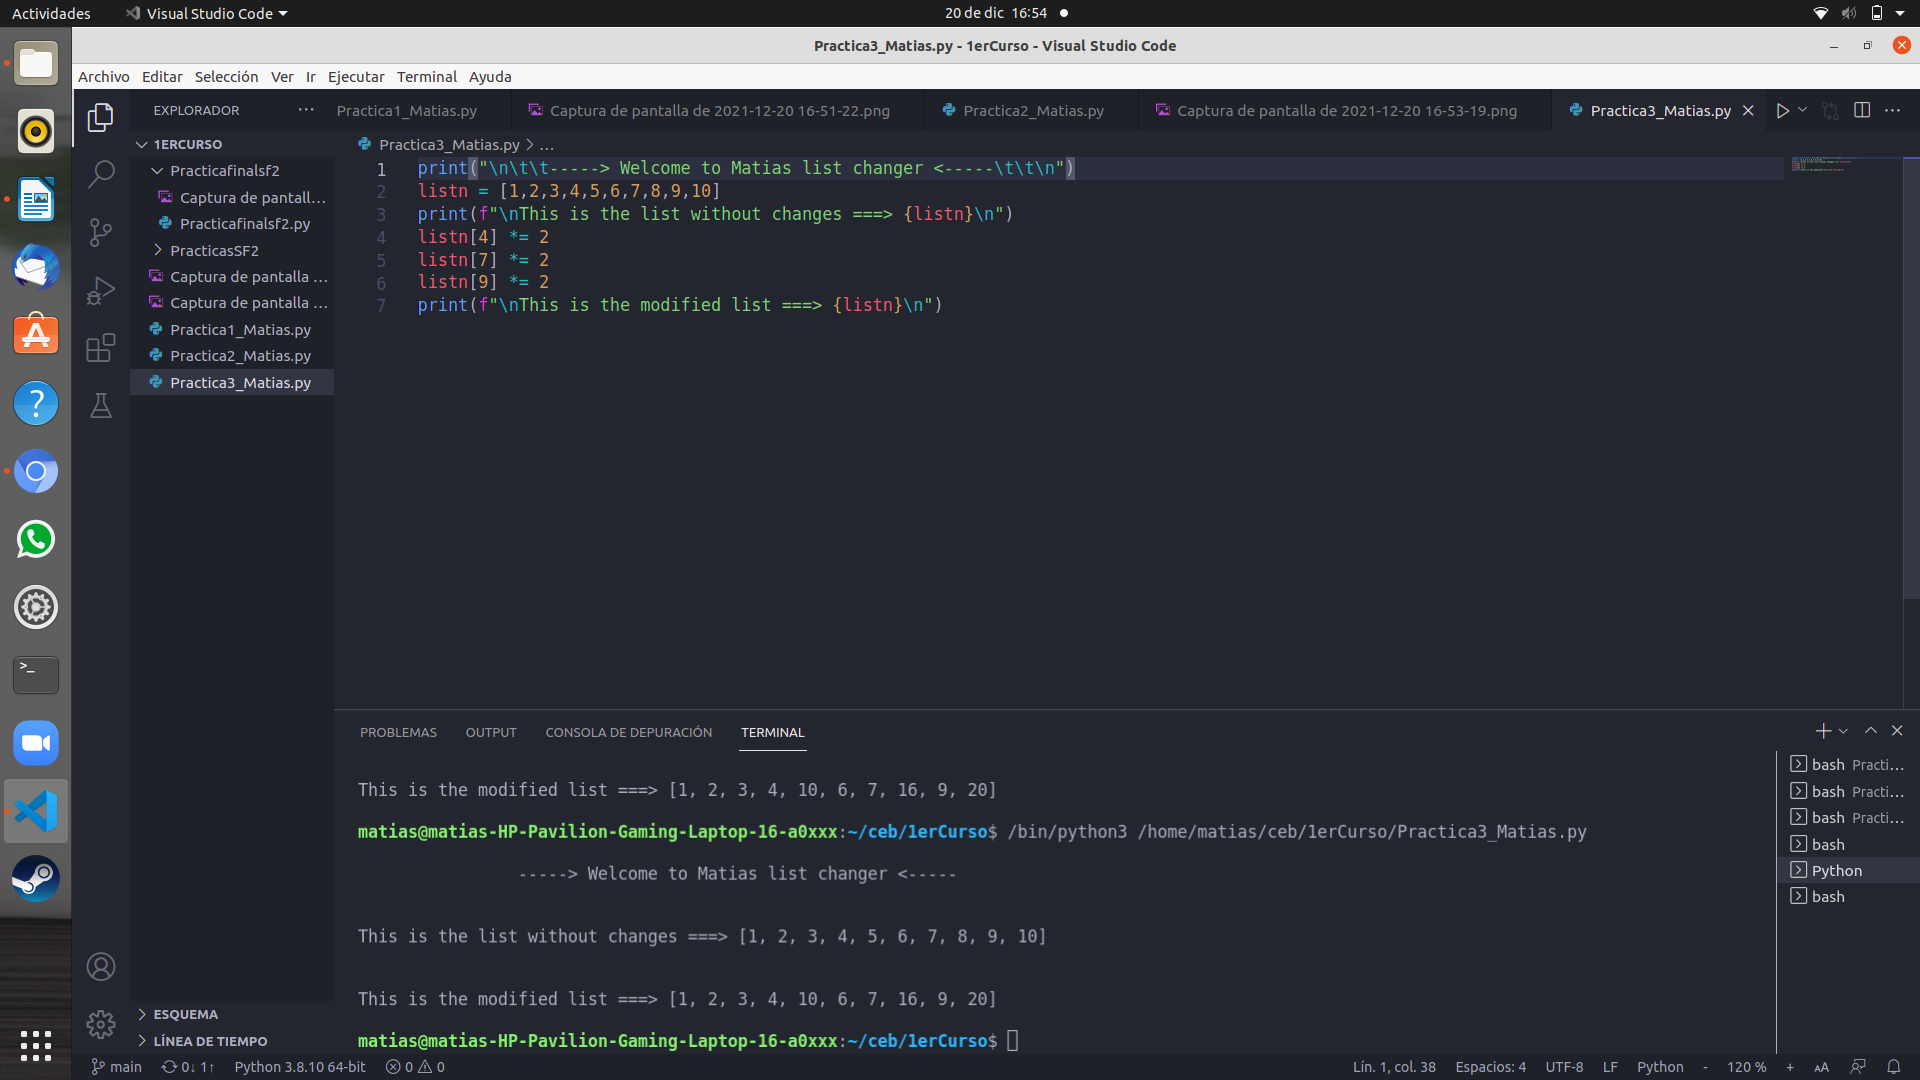 Actividades Visual Studio Code 20 de dic 16:54
Practica3_Matias.py - 1erCurso - Visual Studio Code
Archivo Editar Selección Ver Ir Ejecutar Terminal Ayuda
EXPLORADOR ··· Practica1_Matias.py Captura de pantalla de 2021-12-20 16-51-22.png Practica2_Matias.py Captura de pantalla de 2021-12-20 16-53-19.png Practica3_Matias.py
1ERCURSO
Practicafinalsf2
Captura de pantall...
Practicafinalsf2.py
PracticasSF2
Captura de pantalla ...
Captura de pantalla ...
Practica1_Matias.py
Practica2_Matias.py
Practica3_Matias.py
ESQUEMA
LÍNEA DE TIEMPO
Practica3_Matias.py > ...
1 print("\n\t\t-----> Welcome to Matias list changer <-----\t\t\n")
2 listn = [1,2,3,4,5,6,7,8,9,10]
3 print(f"\nThis is the list without changes ===> {listn}\n")
4 listn[4] *= 2
5 listn[7] *= 2
6 listn[9] *= 2
7 print(f"\nThis is the modified list ===> {listn}\n")
PROBLEMAS OUTPUT CONSOLA DE DEPURACIÓN TERMINAL
This is the modified list ===> [1, 2, 3, 4, 10, 6, 7, 16, 9, 20]
matias@matias-HP-Pavilion-Gaming-Laptop-16-a0xxx:~/ceb/1erCurso$ /bin/python3 /home/matias/ceb/1erCurso/Practica3_Matias.py
-----> Welcome to Matias list changer <-----
This is the list without changes ===> [1, 2, 3, 4, 5, 6, 7, 8, 9, 10]
This is the modified list ===> [1, 2, 3, 4, 10, 6, 7, 16, 9, 20]
matias@matias-HP-Pavilion-Gaming-Laptop-16-a0xxx:~/ceb/1erCurso$
bash Practi...
bash Practi...
bash Practi...
bash
Python
bash
main 0↓ 1↑ Python 3.8.10 64-bit 0 0 Lín. 1, col. 38 Espacios: 4 UTF-8 LF Python - 120 % + AA